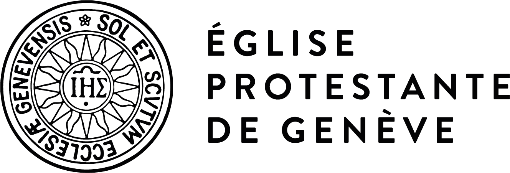 SOL ET SCVTVM ECCLESIÆ GENEVENSIS
IHS
ÉGLISE
PROTESTANTE
DE GENÈVE